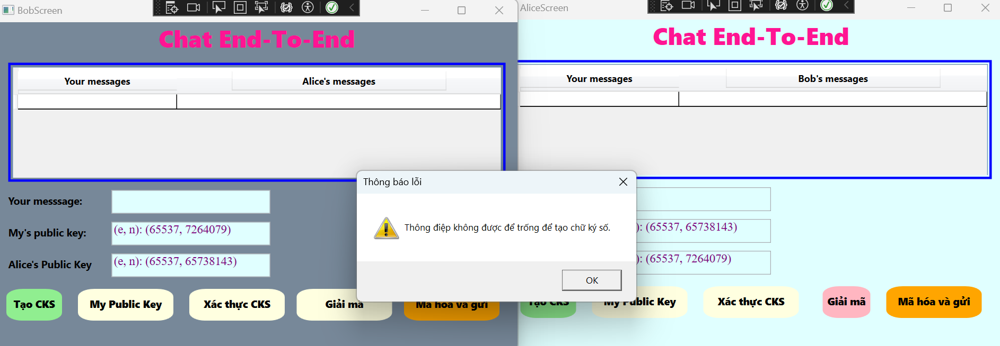 BobScreen
Chat End-To-End
Your messages
Alice's messages
Your messsage:
My's public key:
(e, n): (65537, 7264079)
Alice's Public Key
(e, n): (65537, 65738143)
Tạo CKS
My Public Key
Xác thực CKS
Giải mã
Mã hóa và gửi
AliceScreen
Chat End-To-End
Your messages
Bob's messages
): (65537, 65738143)
): (65537, 7264079)
Tạo CKS
My Public Key
Xác thực CKS
Giải mã
Mã hóa và gửi
Thông báo lỗi
Thông điệp không được để trống để tạo chữ ký số.
OK